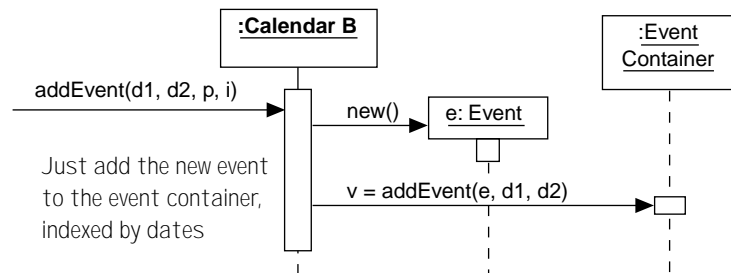 :Calendar B
:Event
Container
addEvent(d1, d2, p, i)
new()
e: Event
Just add the new event
to the event container,
indexed by dates
v = addEvent(e, d1, d2)